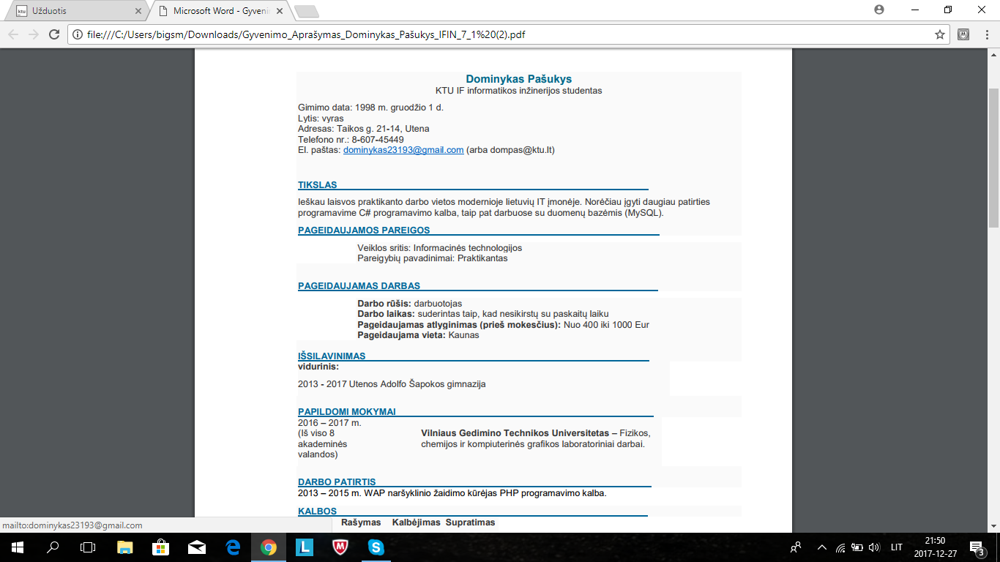 Užduotis
Microsoft Word - Gyveni
file:///C:/Users/bigsm/Downloads/Gyvenimo_Aprašymas_Dominykas_Pašukys_IFIN_7_1%20(2).pdf
Dominykas Pašukys
KTU IF informatikos inžinerijos studentas
Gimimo data: 1998 m. gruodžio 1 d.
Lytis: vyras
Adresas: Taikos g. 21-14, Utena
Telefono nr.: 8-607-45449
El. paštas: dominykas23193@gmail.com (arba dompas@ktu.lt)
TIKSLAS
Ieškau laisvos praktikanto darbo vietos modernioje lietuvių IT įmonėje. Norėčiau įgyti daugiau patirties
programavime C# programavimo kalba, taip pat darbuose su duomenų bazėmis (MySQL).
PAGEIDAUJAMOS PAREIGOS
Veiklos sritis: Informacinės technologijos
Pareigybių pavadinimai: Praktikantas
PAGEIDAUJAMAS DARBAS
Darbo rūšis: darbuotojas
Darbo laikas: suderintas taip, kad nesikirstų su paskaitų laiku
Pageidaujamas atlyginimas (prieš mokesčius): Nuo 400 iki 1000 Eur
Pageidaujama vieta: Kaunas
IŠSILAVINIMAS
vidurinis:
2013 - 2017 Utenos Adolfo Šapokos gimnazija
PAPILDOMI MOKYMAI
2016 – 2017 m.
(Iš viso 8
akademinės
valandos)
Vilniaus Gedimino Technikos Universitetas – Fizikos,
chemijos ir kompiuterinės grafikos laboratoriniai darbai.
DARBO PATIRTIS
2013 – 2015 m. WAP naršyklinio žaidimo kūrėjas PHP programavimo kalba.
KALBOS
Rašymas Kalbėjimas Supratimas
mailto:dominykas23193@gmail.com
LIT
21:50
2017-12-27
3